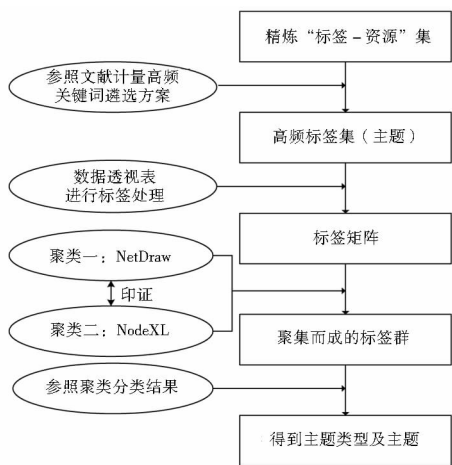 精炼“标签–资源”集
参照文献计量高频
关键词遴选方案
高频标签集（主题）
数据透视表
进行标签处理
标签矩阵
聚类一：NetDraw
印证
聚类二：NodeXL
聚集而成的标签群
参照聚类分类结果
得到主题类型及主题